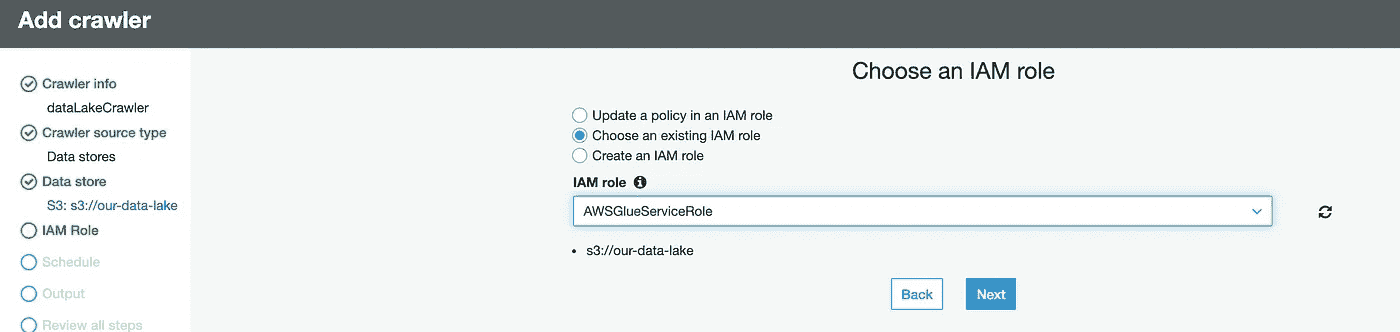 Add crawler
Crawler info
dataLakeCrawler
Crawler source type
Data stores
Data store
S3: s3://our-data-lake
IAM Role
Schedule
Output
Review all steps
Choose an IAM role
Update a policy in an IAM role
Choose an existing IAM role
Create an IAM role
IAM role
AWSGlueServiceRole
• s3://our-data-lake
Back Next